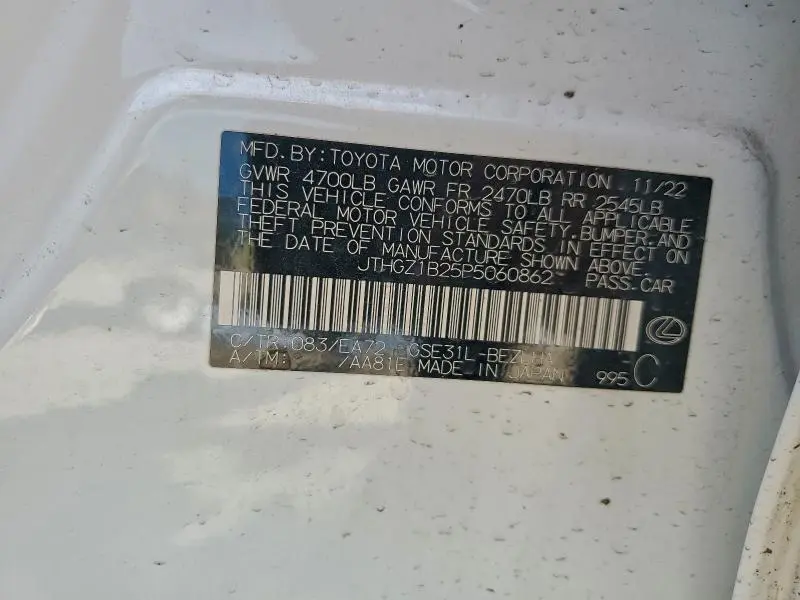 MFD.BY:TOYOTA MOTOR CORPORATION 11/22
GVWR 4700LB GAWR FR 2470LB RR 2545LB
THIS VEHICLE CONFORMS TO ALL APPLICABLE
FEDERAL MOTOR VEHICLE SAFETY,BUMPER,AND
THEFT PREVENTION STANDARDS IN EFFECT ON
THE DATE OF MANUFACTURE SHOWN ABOVE.
JTHGZ1B25P5060862 PASS.CAR
C/TR:083/EA72 GSE31L-BEZLHA
A/TM: /AA81E MADE IN JAPAN 995 C